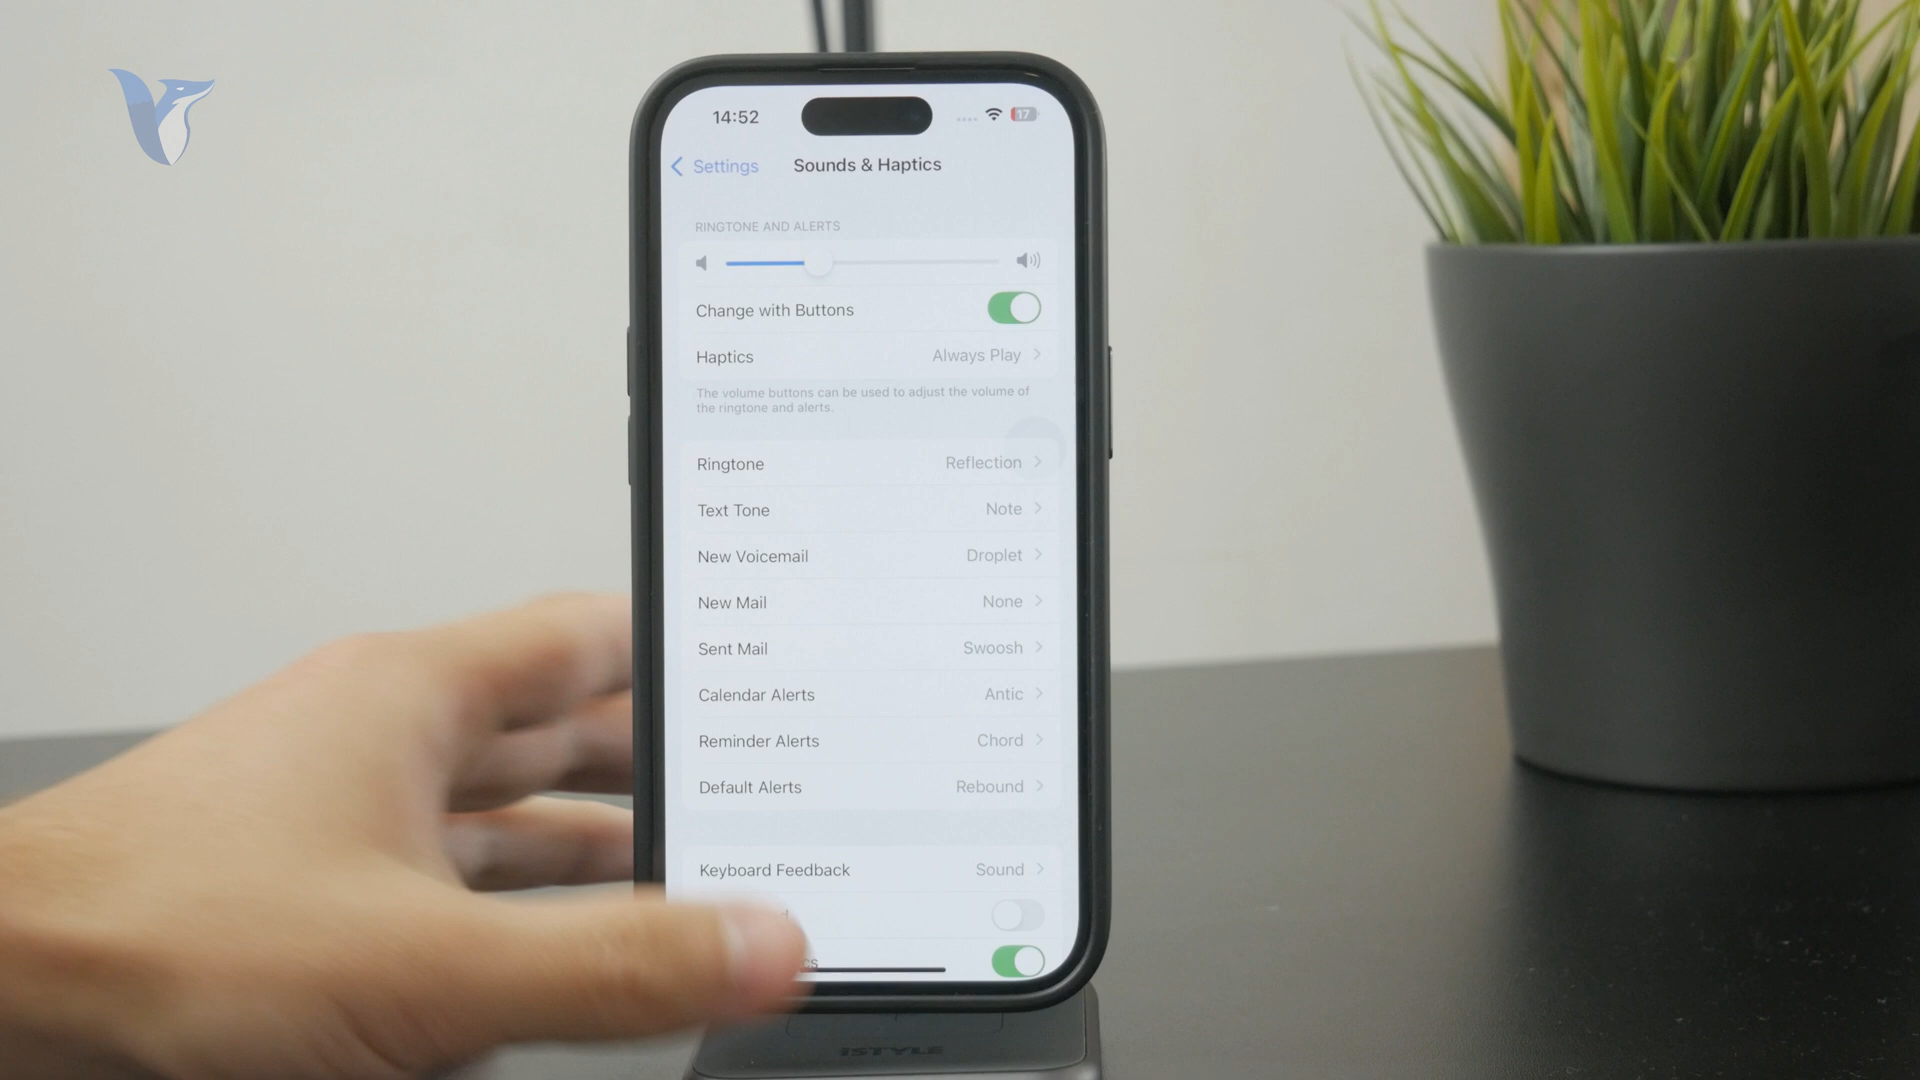 14:52
17
Settings
Sounds & Haptics
RINGTONE AND ALERTS
Change with Buttons
Haptics Always Play
The volume buttons can be used to adjust the volume of
the ringtone and alerts.
Ringtone Reflection
Text Tone Note
New Voicemail Droplet
New Mail None
Sent Mail Swoosh
Calendar Alerts Antic
Reminder Alerts Chord
Default Alerts Rebound
Keyboard Feedback Sound
iSTYLE